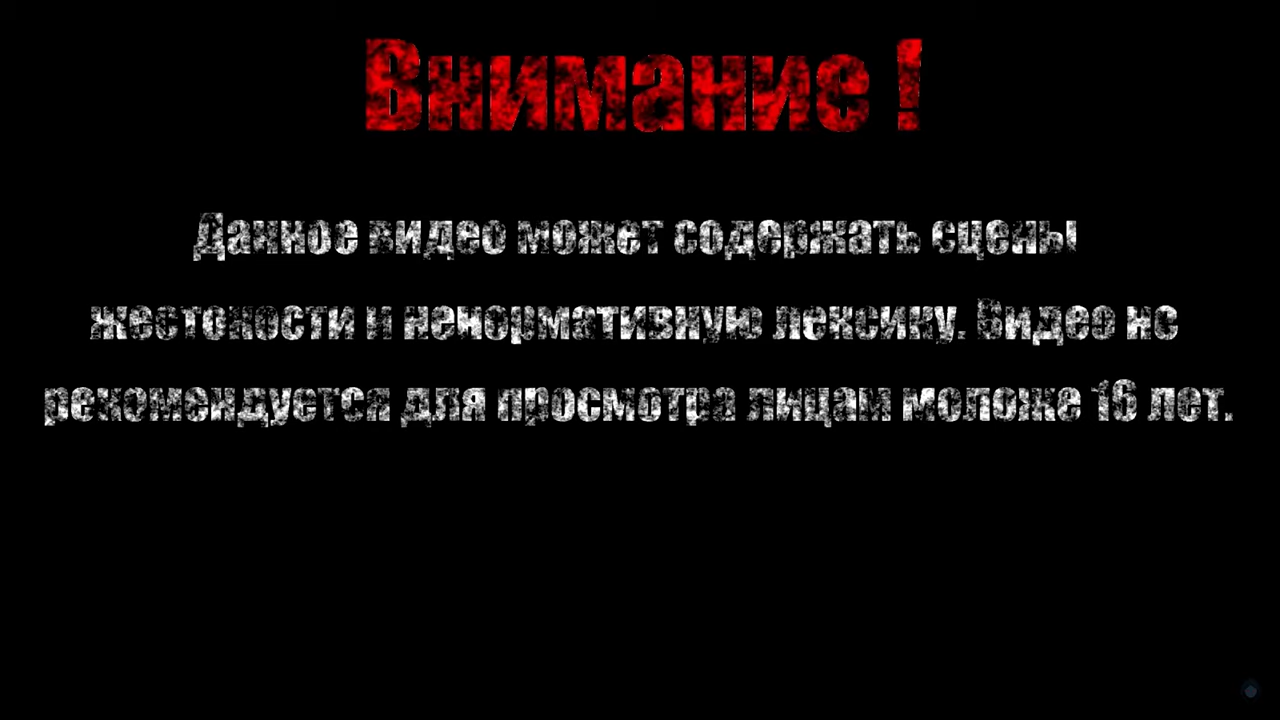 Внимание !
Данное видео может содержать сцены
жестокости и ненормативную лексику. Видео не
рекомендуется для просмотра лицам моложе 16 лет.